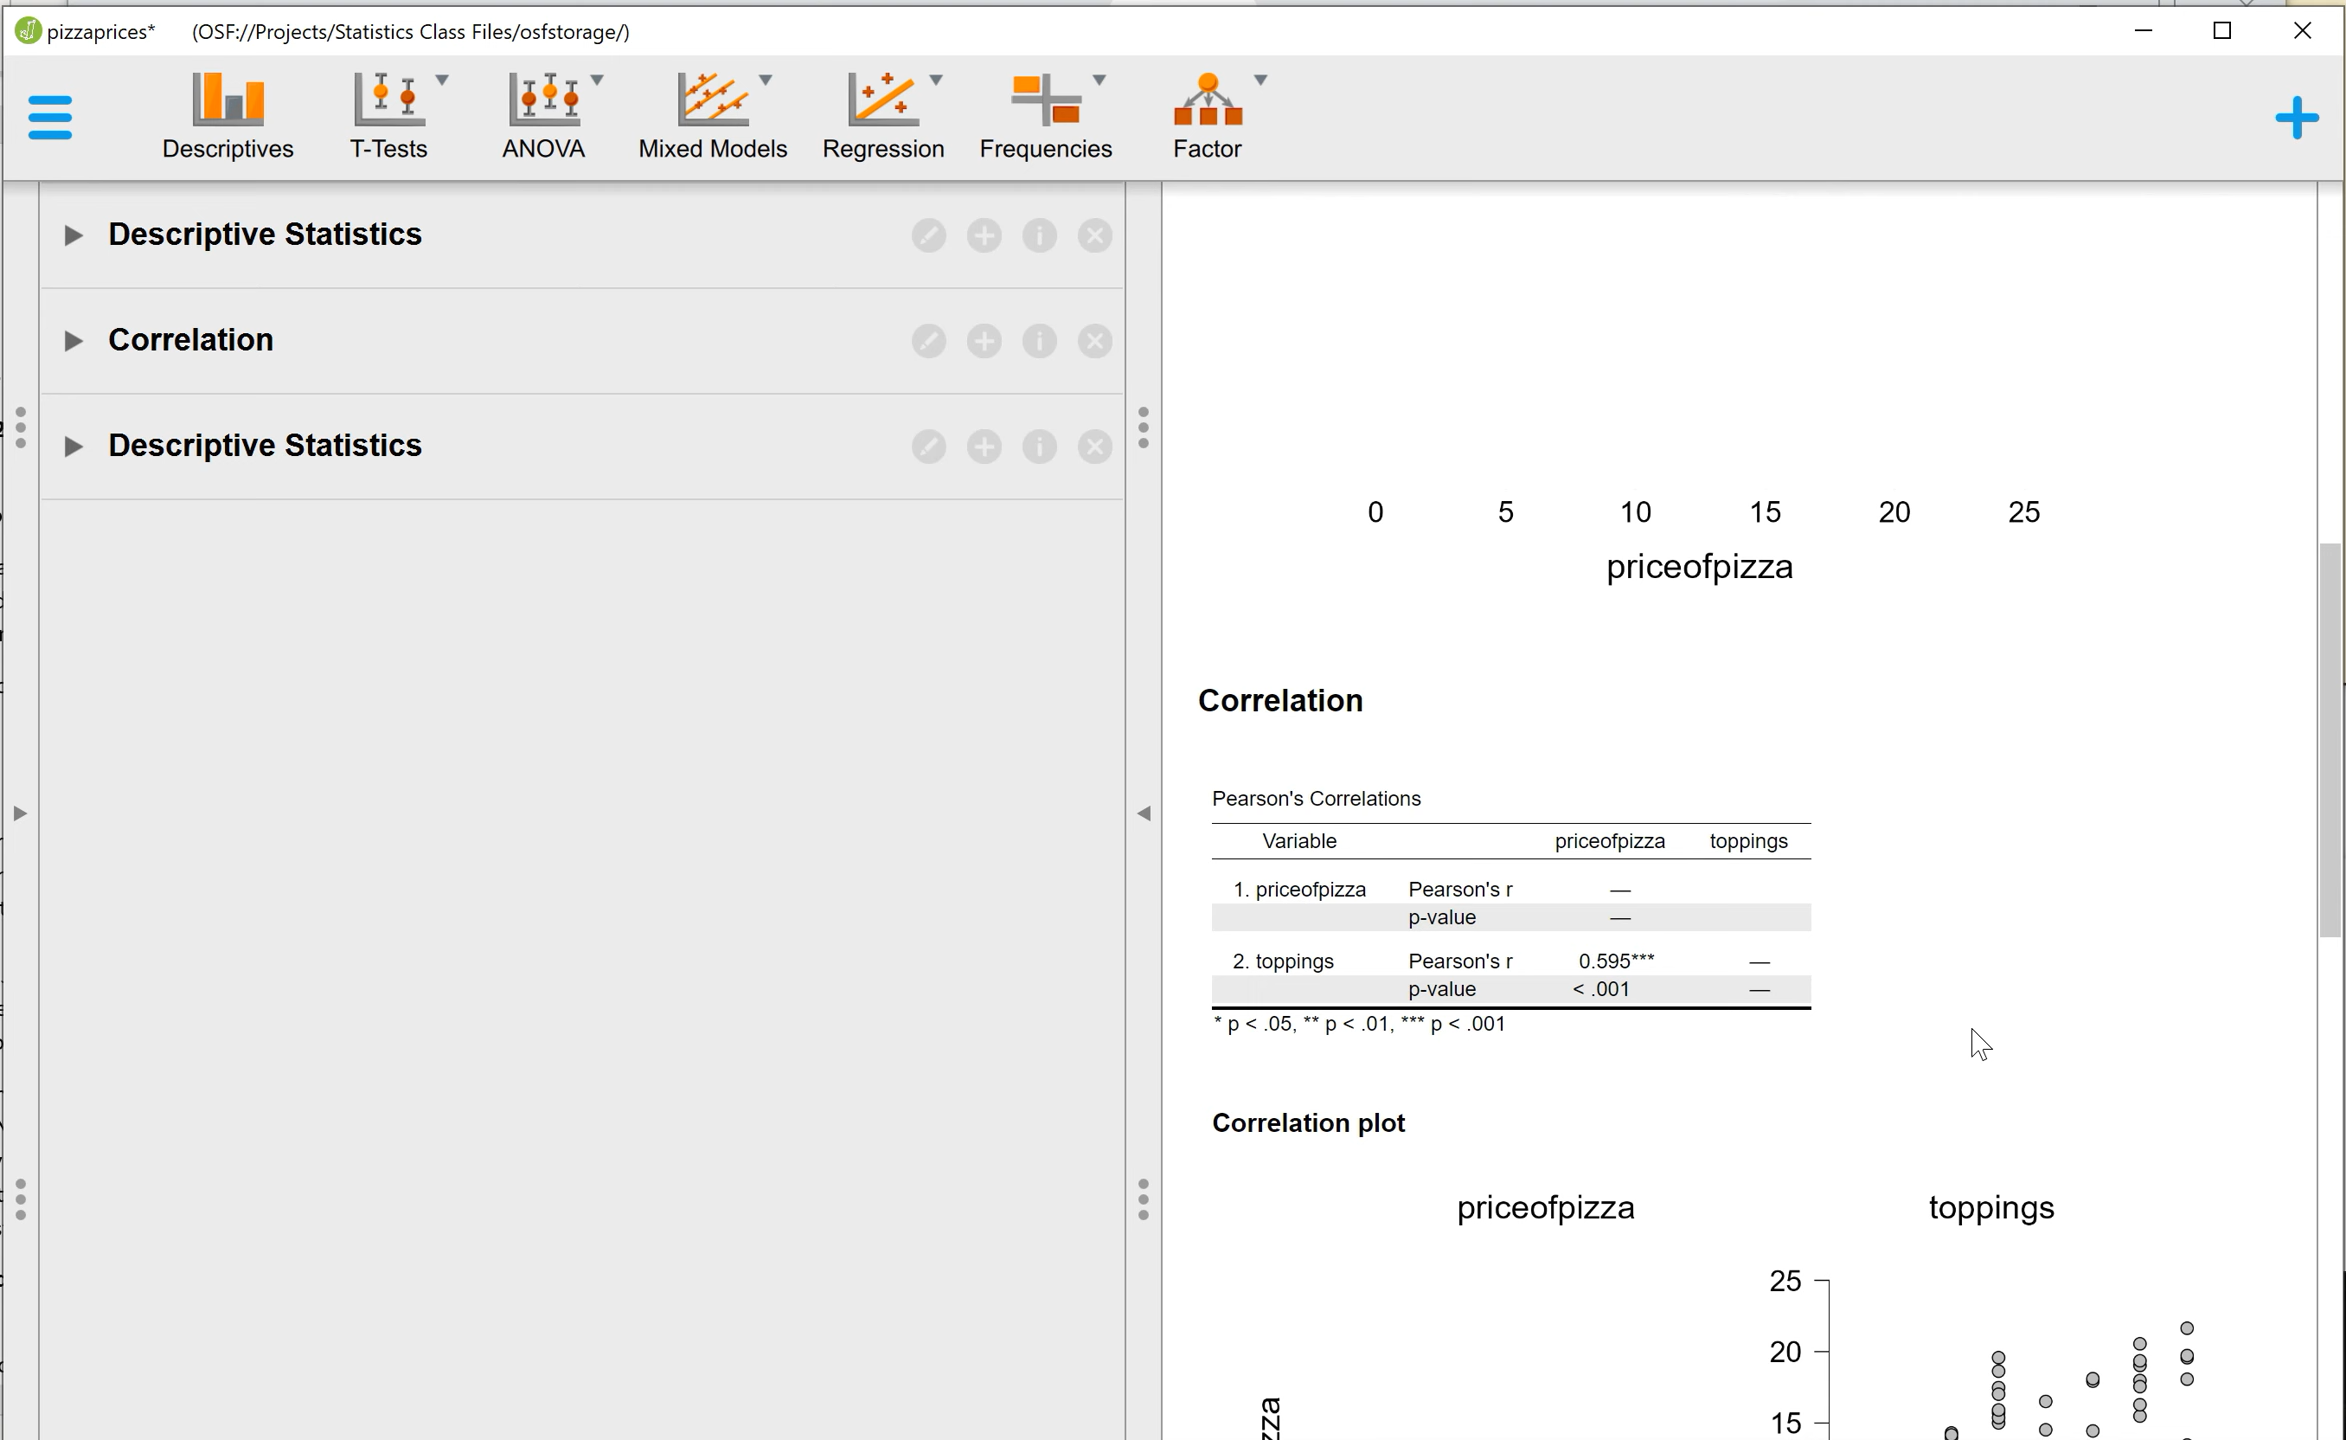 pizzaprices* (OSF://Projects/Statistics Class Files/osfstorage/)
Descriptives T-Tests ANOVA Mixed Models Regression Frequencies Factor
Descriptive Statistics
Correlation
Descriptive Statistics
0 5 10 15 20 25
priceofpizza
Correlation
Pearson's Correlations
Variable priceofpizza toppings
1. priceofpizza Pearson's r —
p-value —
2. toppings Pearson's r 0.595*** —
p-value < .001 —
* p < .05, ** p < .01, *** p < .001
Correlation plot
priceofpizza toppings
25
20
15